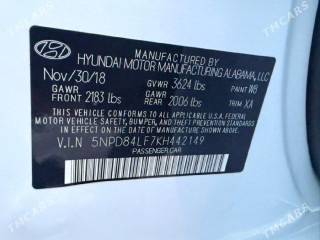 MANUFACTURED BY
HYUNDAI MOTOR MANUFACTURING ALABAMA, LLC
Nov/30/18 GVWR 3624 lbs PAINT W8
GAWR FRONT 2183 lbs GAWR REAR 2006 lbs TRIM XA
THIS VEHICLE CONFORMS TO ALL APPLICABLE U.S.A. FEDERAL
MOTOR VEHICLE SAFETY, BUMPER, AND THEFT PREVENTION
STANDARDS IN EFFECT ON THE DATE OF MANUFACTURE SHOWN ABOVE.
V.I.N 5NPD84LF7KH442149
PASSENGER CAR
TMCARS
TMCARS
TMCARS
TMCARS